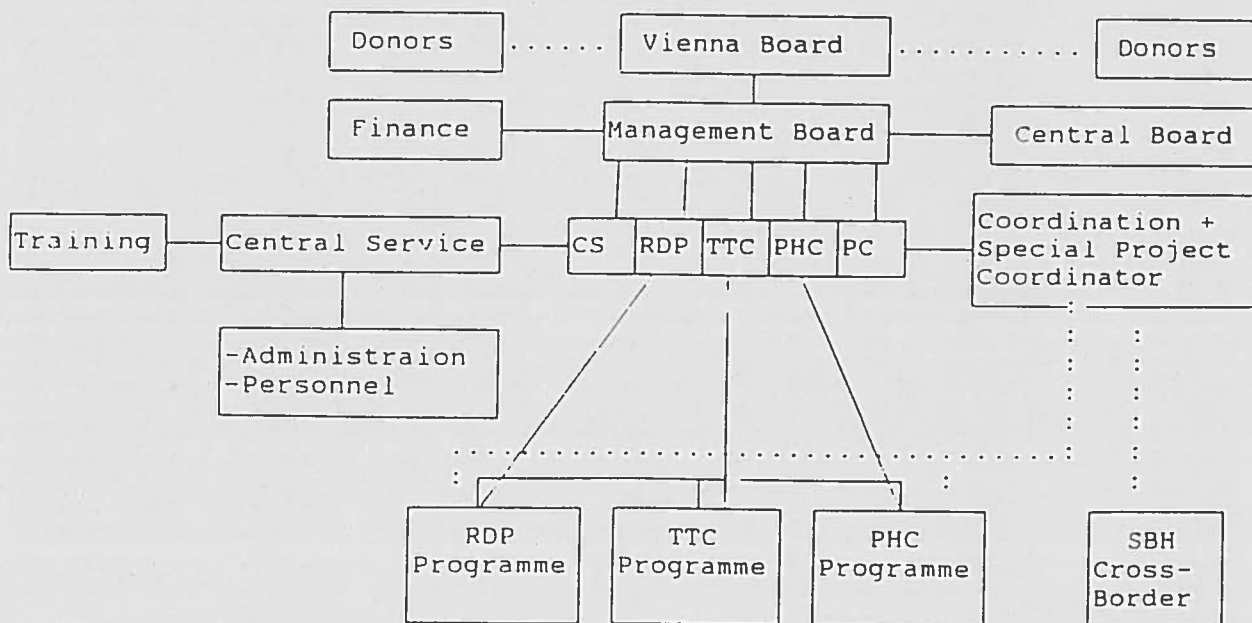 Donors ...... Vienna Board ........... Donors
Finance
Management Board
Central Board
Training
Central Service
CS RDP TTC PHC PC
Coordination +
Special Project
Coordinator
-Administraion
-Personnel
RDP
Programme
TTC
Programme
PHC
Programme
SBH
Cross-
Border